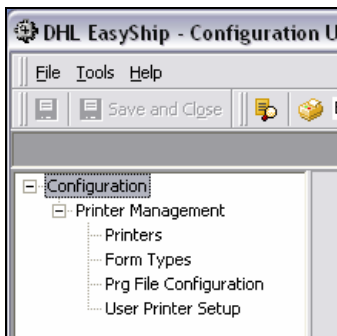 DHL EasyShip - Configuration U
File Tools Help
Save and Close
Configuration
Printer Management
Printers
Form Types
Prg File Configuration
User Printer Setup